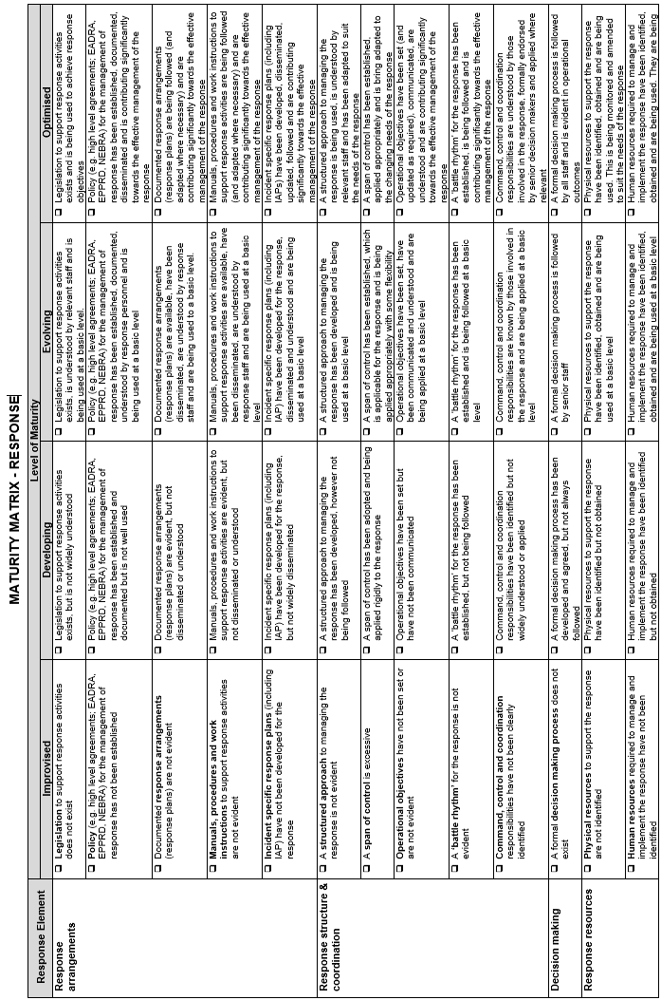 MATURITY MATRIX - RESPONSE
Response Element
Level of Maturity
Improvised
Developing
Evolving
Optimised
Response
arrangements
❑ Legislation to support response activities
does not exist
❑ Legislation to support response activities
exists, but is not widely understood
❑ Legislation to support response activities
exists, is understood by relevant staff and is
being used at a basic level.
❑ Legislation to support response activities
exists and is being used to achieve response
objectives.
❑ Policy (e.g. high level agreements; EADRA,
EPPRD, NEBRA) for the management of
response has not been established
❑ Policy (e.g. high level agreements; EADRA,
EPPRD, NEBRA) for the management of
response has been established and
documented but is not well used
❑ Policy (e.g. high level agreements; EADRA,
EPPRD, NEBRA) for the management of
response has been established, documented,
understood by response personnel and is
being used at a basic level
❑ Policy (e.g. high level agreements; EADRA,
EPPRD, NEBRA) for the management of
response has been established, documented,
disseminated and is contributing significantly
towards the effective management of the
response
❑ Documented response arrangements
(response plans) are not evident
❑ Documented response arrangements
(response plans) are evident, but not
disseminated or understood
❑ Documented response arrangements
(response plans) are available, have been
disseminated, are understood by response
staff and are being used to a basic level
❑ Documented response arrangements
(response plans) are being followed (and
adapted where necessary) and are
contributing significantly towards the effective
management of the response
❑ Manuals, procedures and work
instructions to support response activities
are not evident
❑ Manuals, procedures and work instructions to
support response activities are evident, but
not disseminated or understood
❑ Manuals, procedures and work instructions to
support response activities are available, have
been disseminated, are understood by
response staff and are being used at a basic
level
❑ Manuals, procedures and work instructions to
support response activities are being followed
(and adapted where necessary) and are
contributing significantly towards the effective
management of the response
❑ Incident specific response plans (including
IAP) have not been developed for the
response
❑ Incident specific response plans (including
IAP) have been developed for the response,
but not widely disseminated
❑ Incident specific response plans (including
IAP) have been developed for the response,
disseminated and understood and are being
used at a basic level
❑ Incident specific response plans (including
IAPs) have been developed, disseminated,
updated, followed and are contributing
significantly towards the effective
management of the response
Response structure &
coordination
❑ A structured approach to managing the
response is not evident
❑ A structured approach to managing the
response has been developed, however not
being followed
❑ A structured approach to managing the
response has been developed and is being
used at a basic level
❑ A structured approach to managing the
response is being used, is understood by
relevant staff and has been adapted to suit
the needs of the response
❑ A span of control is excessive
❑ A span of control has been adopted and being
applied rigidly to the response
❑ A span of control has been established, which
is applicable for the response and is being
applied appropriately with some flexibility
❑ A span of control has been established,
applied appropriately and is bring adapted to
the changing needs of the response
❑ Operational objectives have not been set or
are not evident
❑ Operational objectives have been set but
have not been communicated
❑ Operational objectives have been set, have
been communicated and understood and are
being applied at a basic level
❑ Operational objectives have been set (and
updated as required), communicated, are
understood and are contributing significantly
towards the effective management of the
response
❑ A 'battle rhythm' for the response is not
evident
❑ A 'battle rhythm' for the response has been
established, but not being followed
❑ A 'battle rhythm' for the response has been
established and is being followed at a basic
level
❑ A 'battle rhythm' for the response has been
established, is being followed and is
contributing significantly towards the effective
management of the response
❑ Command, control and coordination
responsibilities have not been clearly
identified
❑ Command, control and coordination
responsibilities have been identified but not
widely understood or applied
❑ Command, control and coordination
responsibilities are known by those involved in
the response and are being applied at a basic
level
❑ Command, control and coordination
responsibilities are understood by those
involved in the response, formally endorsed
by senior decision makers and applied where
relevant
Decision making
❑ A formal decision making process does not
exist
❑ A formal decision making process has been
developed and agreed, but not always
followed
❑ A formal decision making process is followed
by senior staff
❑ A formal decision making process is followed
by all staff and is evident in operational
outcomes
Response resources
❑ Physical resources to support the response
are not identified
❑ Physical resources to support the response
have been identified but not obtained
❑ Physical resources to support the response
have been identified, obtained and are being
used at a basic level
❑ Physical resources to support the response
have been identified, obtained and are being
used. This is being monitored and amended
to suit the needs of the response
❑ Human resources required to manage and
implement the response have not been
identified
❑ Human resources required to manage and
implement the response have been identified,
but not obtained
❑ Human resources required to manage and
implement the response have been identified,
obtained and are being used at a basic level
❑ Human resources required to manage and
implement the response have been identified,
obtained and are being used. They are being